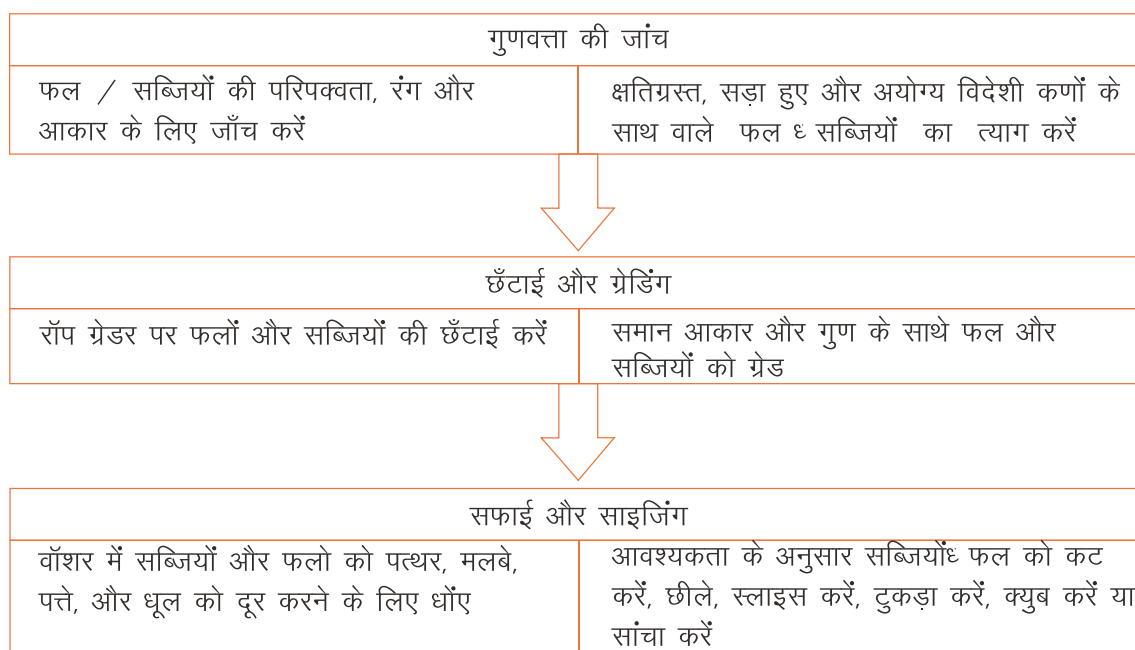 गुणवत्ता की जांच
फल / सब्जियों की परिपक्वता, रंग और
आकार के लिए जाँच करें
क्षतिग्रस्त, सड़ा हुए और अयोग्य विदेशी कणों के
साथ वाले फल ध सब्जियों का त्याग करें
छँटाई और ग्रेडिंग
रॉप ग्रेडर पर फलों और सब्जियों की छँटाई करें
समान आकार और गुण के साथे फल और
सब्जियों को ग्रेड
सफाई और साइजिंग
वॉशर में सब्जियों और फलो को पत्थर, मलबे,
पत्ते, और धूल को दूर करने के लिए धोंए
आवश्यकता के अनुसार सब्जियोंध फल को कट
करें, छीले, स्लाइस करें, टुकड़ा करें, क्युब करें या
सांचा करें